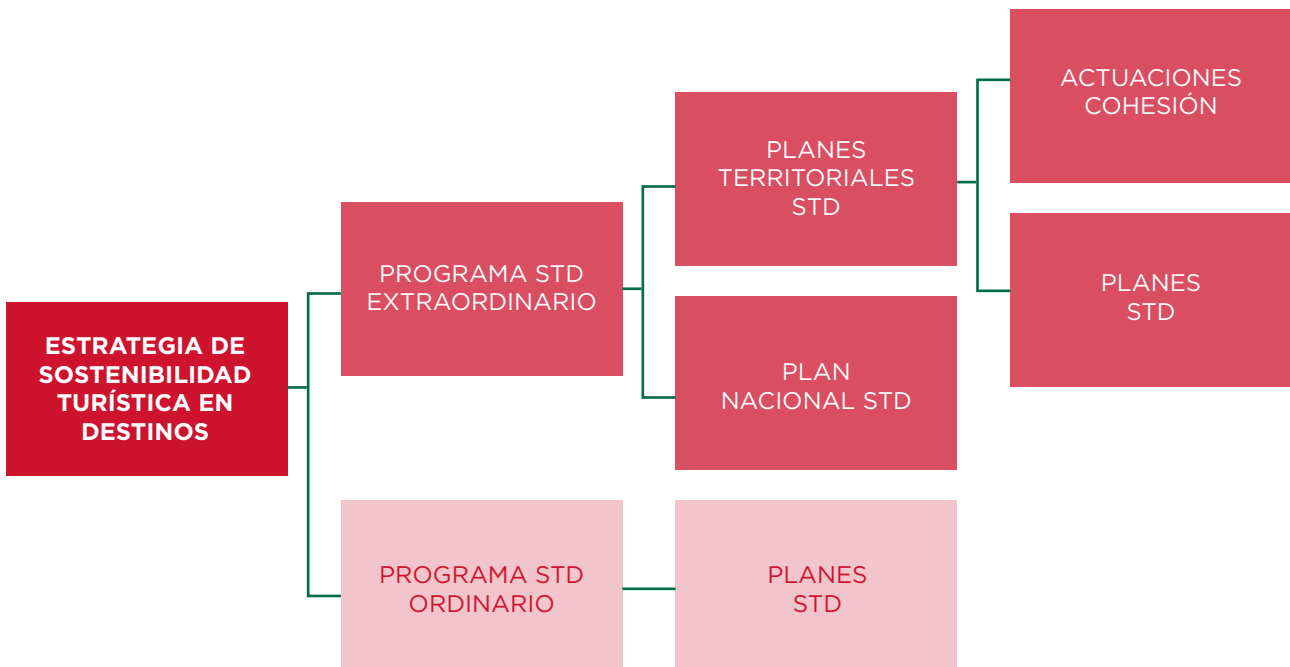 ESTRATEGIA DE
SOSTENIBILIDAD
TURÍSTICA EN
DESTINOS
PROGRAMA STD
EXTRAORDINARIO
PLANES
TERRITORIALES
STD
ACTUACIONES
COHESIÓN
PLANES
STD
PLAN
NACIONAL STD
PROGRAMA STD
ORDINARIO
PLANES
STD